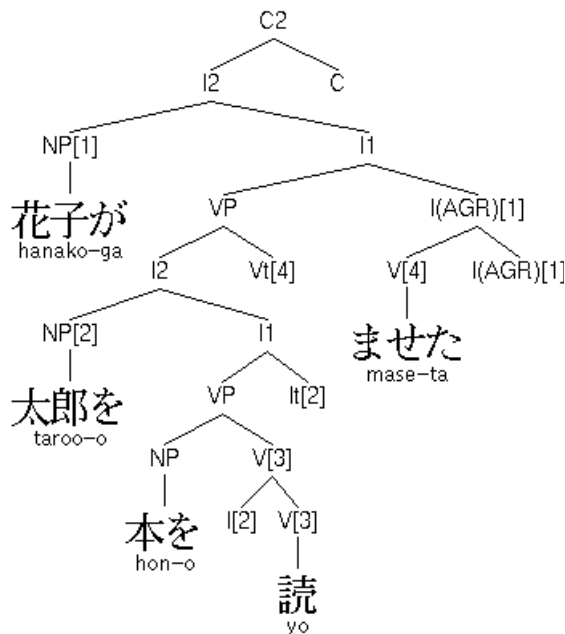 C2
I2 C
NP[1] I1
花子が
hanako-ga
VP I(AGR)[1]
I2 Vt[4] V[4] I(AGR)[1]
NP[2] I1 ませた
mase-ta
太郎を
taroo-o
VP It[2]
NP V[3]
本を
hon-o
I[2] V[3]
読
yo